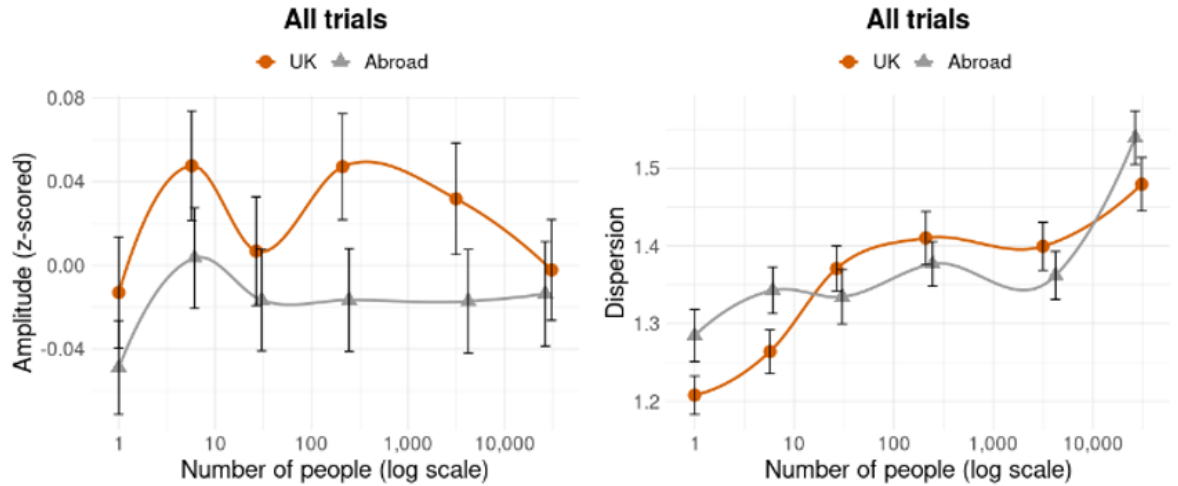 All trials
UK Abroad
Amplitude (z-scored)
0.08
0.04
0.00
-0.04
1 10 100 1,000 10,000
Number of people (log scale)
All trials
UK Abroad
Dispersion
1.5
1.4
1.3
1.2
1 10 100 1,000 10,000
Number of people (log scale)